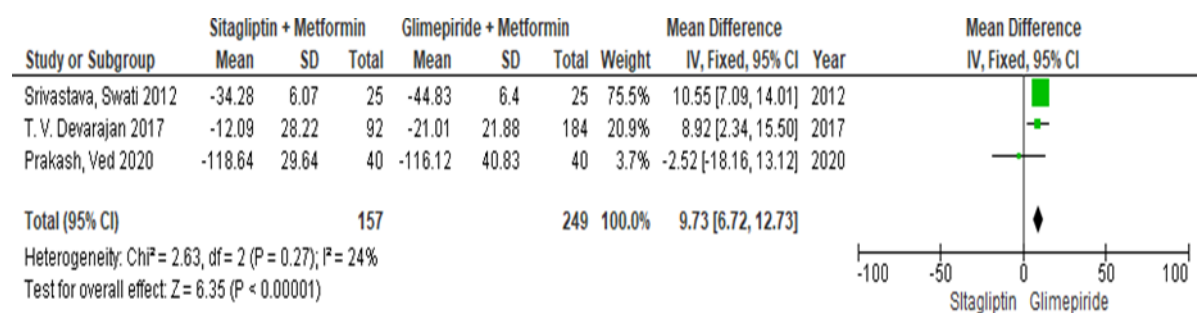 Sitagliptin + Metformin Glimepiride + Metformin Mean Difference Mean Difference
Study or Subgroup Mean SD Total Mean SD Total Weight IV, Fixed, 95% CI Year IV, Fixed, 95% CI
Srivastava, Swati 2012 -34.28 6.07 25 -44.83 6.4 25 75.5% 10.55 [7.09, 14.01] 2012
T. V. Devarajan 2017 -12.09 28.22 92 -21.01 21.88 184 20.9% 8.92 [2.34, 15.50] 2017
Prakash, Ved 2020 -118.64 29.64 40 -116.12 40.83 40 3.7% -2.52 [-18.16, 13.12] 2020
Total (95% CI) 157 249 100.0% 9.73 [6.72, 12.73]
Heterogeneity: Chi² = 2.63, df = 2 (P = 0.27); I² = 24%
Test for overall effect: Z = 6.35 (P < 0.00001)
-100 -50 0 50 100
SItagliptin Glimepiride